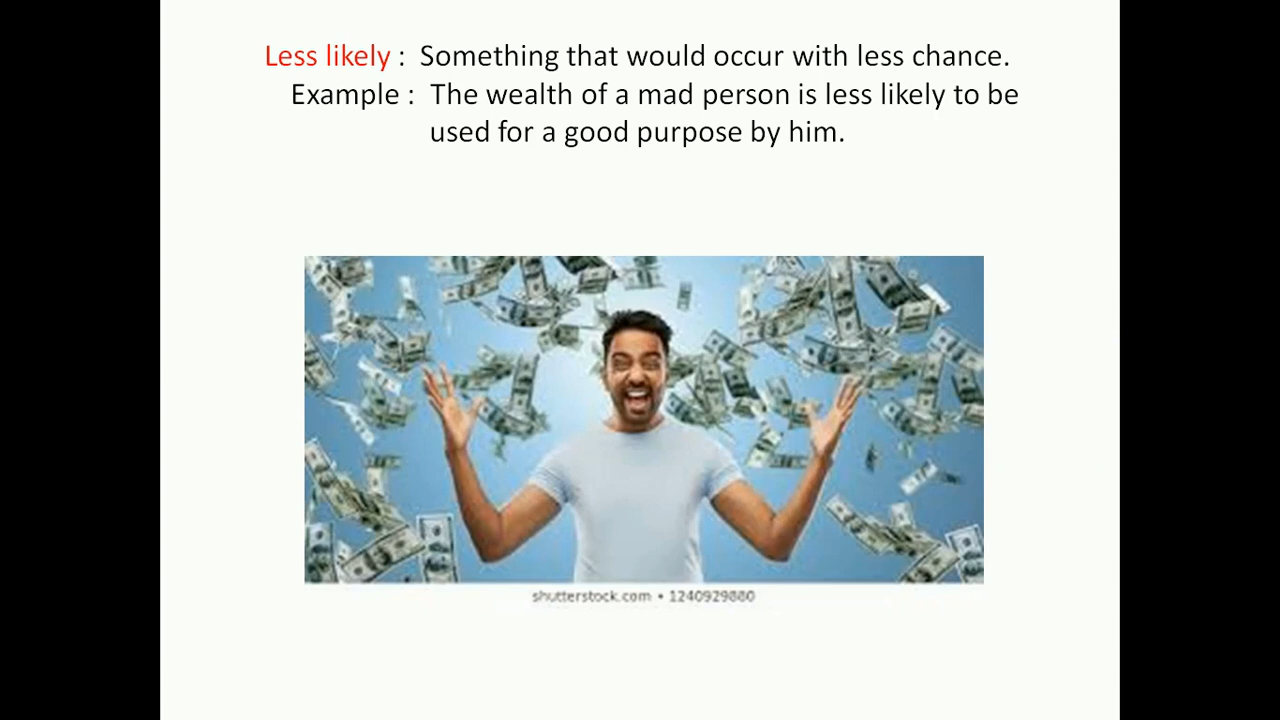 Less likely :  Something that would occur with less chance.
Example :  The wealth of a mad person is less likely to be
used for a good purpose by him.
shutterstock.com • 1240929880